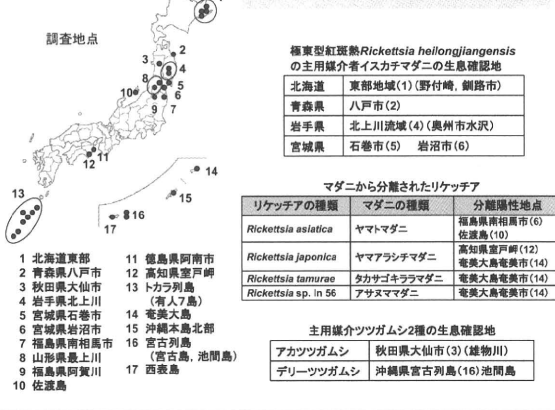 調査地点
1
2
3
4
5
6
7
8
9
10
11
12
13
14
15
16
17
1 北海道東部
2 青森県八戸市
3 秋田県大仙市
4 岩手県北上川
5 宮城県石巻市
6 宮城県岩沼市
7 福島県南相馬市
8 山形県最上川
9 福島県阿賀川
10 佐渡島
11 徳島県阿南市
12 高知県室戸岬
13 トカラ列島
(有人7島)
14 奄美大島
15 沖縄本島北部
16 宮古列島
(宮古島, 池間島)
17 西表島
極東型紅斑熱Rickettsia heilongjiangensis
の主用媒介者イスカチマダニの生息確認地
北海道 東部地域(1)(野付崎, 釧路市)
青森県 八戸市(2)
岩手県 北上川流域(4)(奥州市水沢)
宮城県 石巻市(5) 岩沼市(6)
マダニから分離されたリケッチア
リケッチアの種類 マダニの種類 分離陽性地点
Rickettsia asiatica ヤマトマダニ 福島県南相馬市(6)
佐渡島(10)
Rickettsia japonica ヤマアラシチマダニ 高知県室戸岬(12)
奄美大島奄美市(14)
Rickettsia tamurae タカサゴキララマダニ 奄美大島奄美市(14)
Rickettsia sp. In 56 アサヌママダニ 奄美大島奄美市(14)
主用媒介ツツガムシ2種の生息確認地
アカツツガムシ 秋田県大仙市(3)(雄物川)
デリーツツガムシ 沖縄県宮古列島(16)池間島